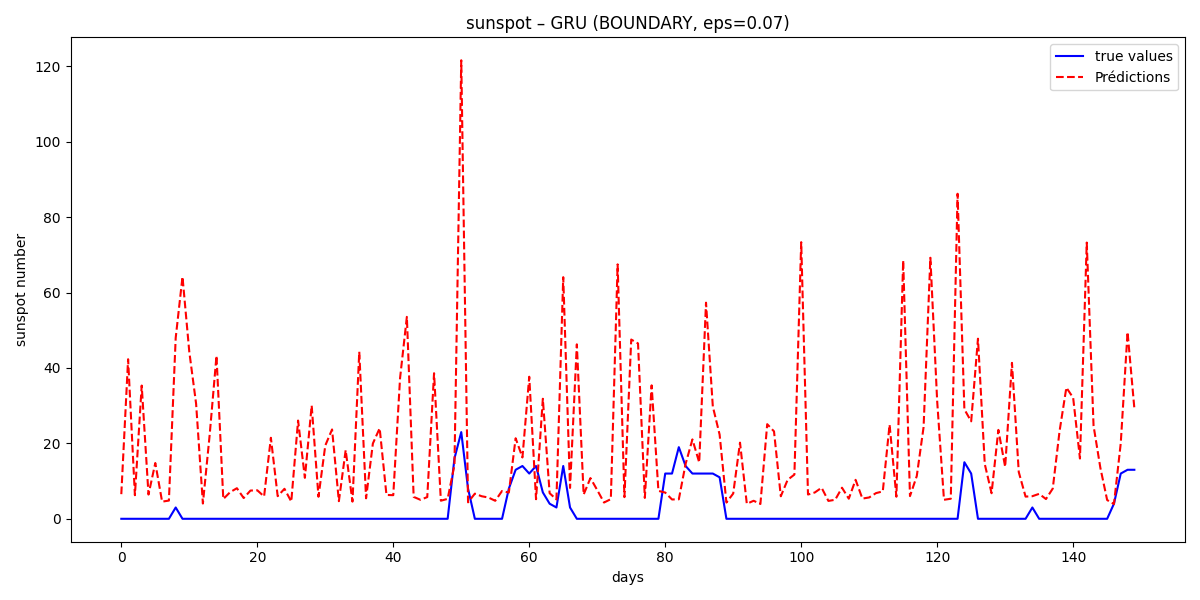 sunspot – GRU (BOUNDARY, eps=0.07)
true values
Prédictions
sunspot number
120
100
80
60
40
20
0
0 20 40 60 80 100 120 140
days